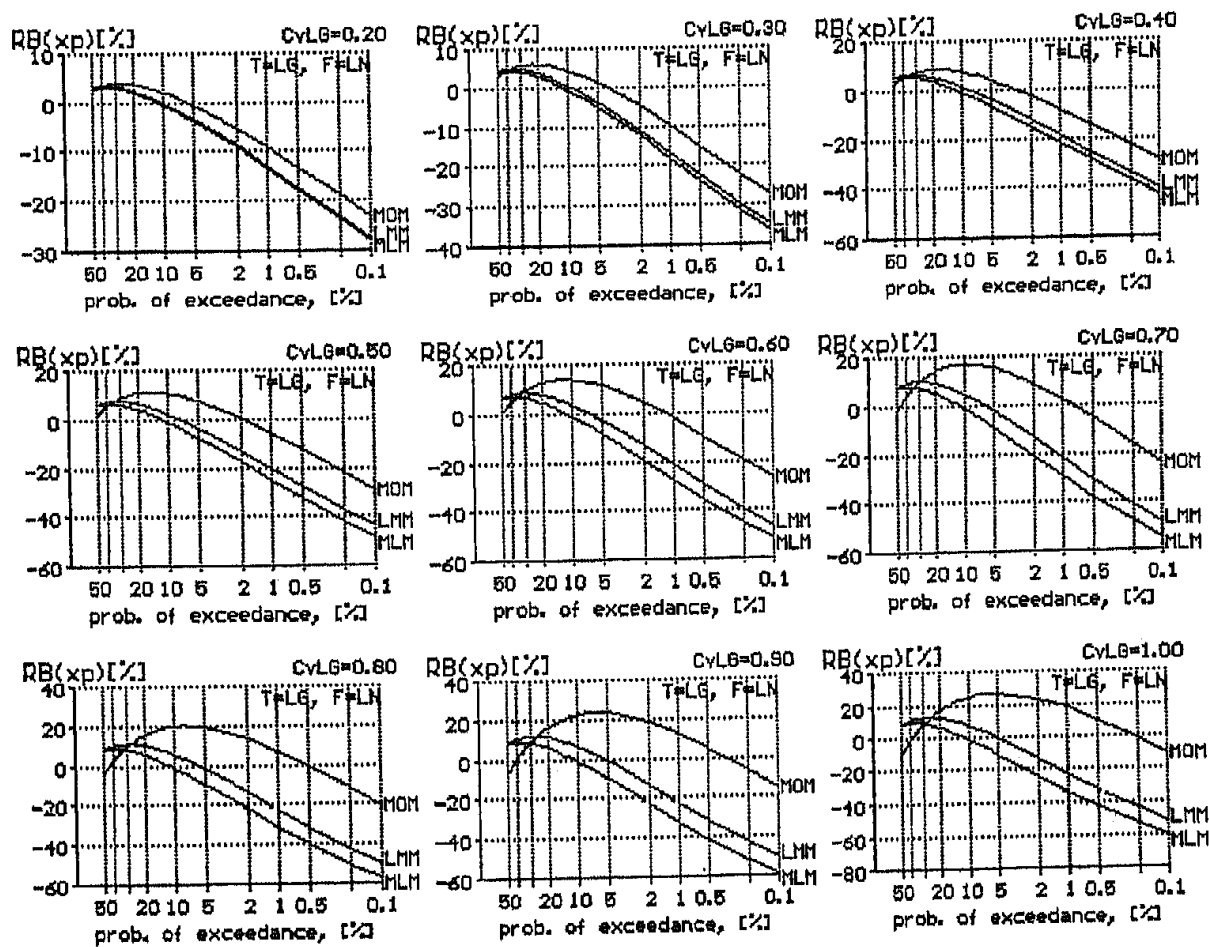 RB(xp)[%] CvLG=0.20
T=LG, F=LN
10
0
-10
-20
-30
MOM
LMM
MLM
50 20 10 5 2 1 0.5 0.1
prob. of exceedance, [%]
RB(xp)[%] CvLG=0.30
T=LG, F=LN
10
0
-10
-20
-30
-40
MOM
LMM
MLM
50 20 10 5 2 1 0.5 0.1
prob. of exceedance, [%]
RB(xp)[%] CvLG=0.40
T=LG, F=LN
20
0
-20
-40
-60
MOM
LMM
MLM
50 20 10 5 2 1 0.5 0.1
prob. of exceedance, [%]
RB(xp)[%] CvLG=0.50
T=LG, F=LN
20
0
-20
-40
-60
MOM
LMM
MLM
50 20 10 5 2 1 0.5 0.1
prob. of exceedance, [%]
RB(xp)[%] CvLG=0.60
T=LG, F=LN
20
0
-20
-40
-60
MOM
LMM
MLM
50 20 10 5 2 1 0.5 0.1
prob. of exceedance, [%]
RB(xp)[%] CvLG=0.70
T=LG, F=LN
20
0
-20
-40
-60
MOM
LMM
MLM
50 20 10 5 2 1 0.5 0.1
prob. of exceedance, [%]
RB(xp)[%] CvLG=0.80
T=LG, F=LN
40
20
0
-20
-40
-60
MOM
LMM
MLM
50 20 10 5 2 1 0.5 0.1
prob. of exceedance, [%]
RB(xp)[%] CvLG=0.90
T=LG, F=LN
40
20
0
-20
-40
-60
MOM
LMM
MLM
50 20 10 5 2 1 0.5 0.1
prob. of exceedance, [%]
RB(xp)[%] CvLG=1.00
T=LG, F=LN
40
20
0
-20
-40
-60
-80
MOM
LMM
MLM
50 20 10 5 2 1 0.5 0.1
prob. of exceedance, [%]